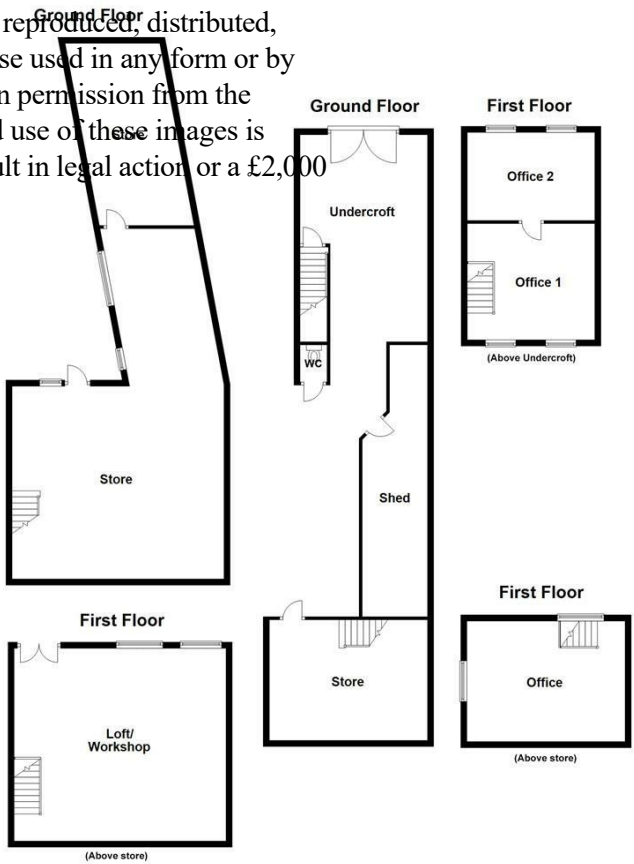 Ground Floor
reproduced, distributed,
se used in any form or by
n permission from the
d use of these images is
Store
ult in legal action or a £2,000
Ground Floor
Undercroft
WC
Shed
Store
First Floor
Office 2
Office 1
(Above Undercroft)
Store
First Floor
Loft/
Workshop
(Above store)
First Floor
Office
(Above store)